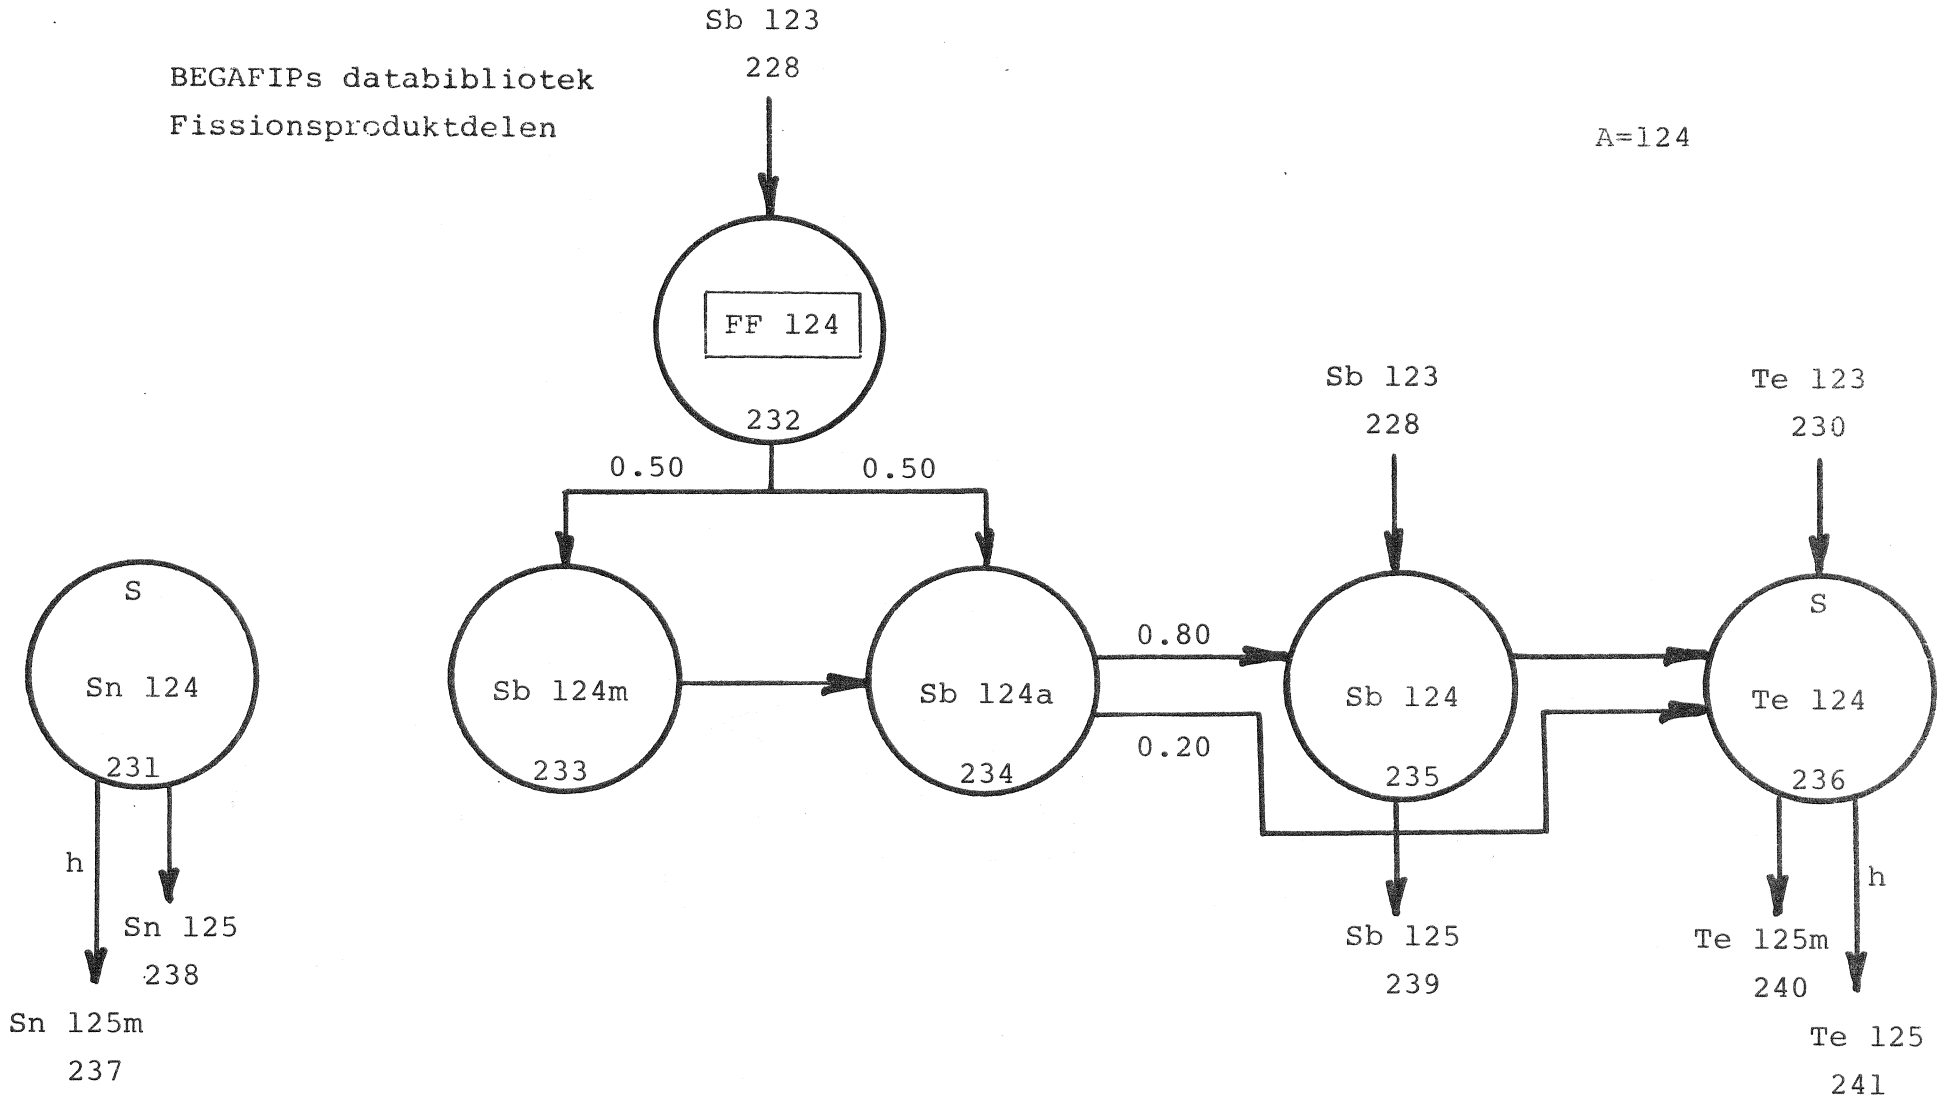 Sb 123
228
BEGAFIPs databibliotek
Fissionsproduktdelen
A=124
FF 124
232
0.50
0.50
Sb 123
228
Te 123
230
S
Sn 124
231
h
Sn 125
238
Sn 125m
237
Sb 124m
233
Sb 124a
234
0.80
0.20
Sb 124
235
Sb 125
239
S
Te 124
236
h
Te 125m
240
Te 125
241